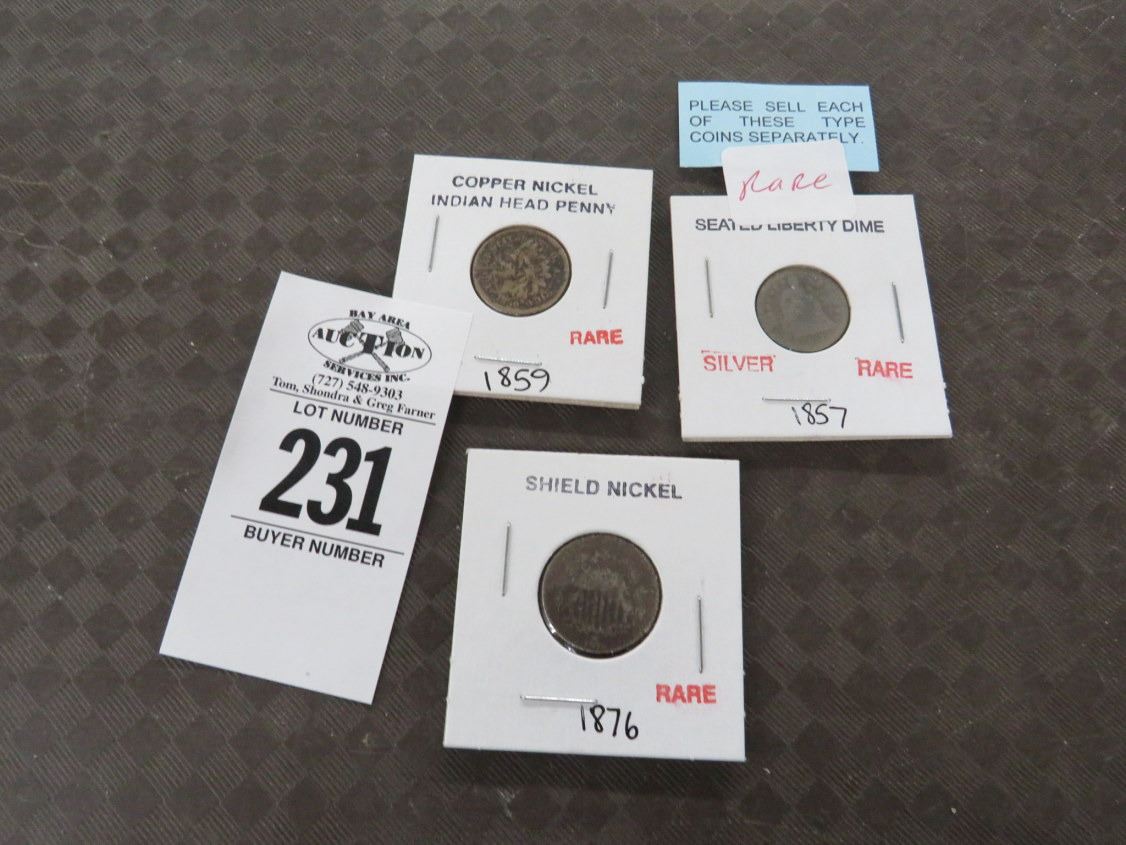 PLEASE SELL EACH
OF THESE TYPE
COINS SEPARATELY.
Rare
COPPER NICKEL
INDIAN HEAD PENNY
RARE
1859
SEATED LIBERTY DIME
SILVER RARE
1857
BAY AREA
AUCTION
SERVICES INC.
(727) 548-9303
Tom, Shondra & Greg Farner
LOT NUMBER
231
BUYER NUMBER
SHIELD NICKEL
RARE
1876